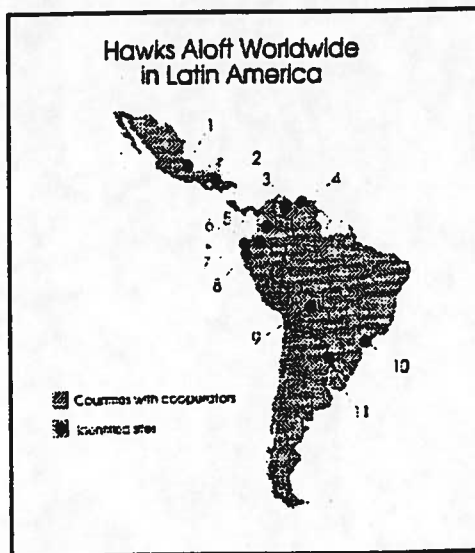 Hawks Aloft Worldwide
in Latin America
1
2
3
4
5
6
7
8
9
10
11
Countries with cooperators
Identified sites